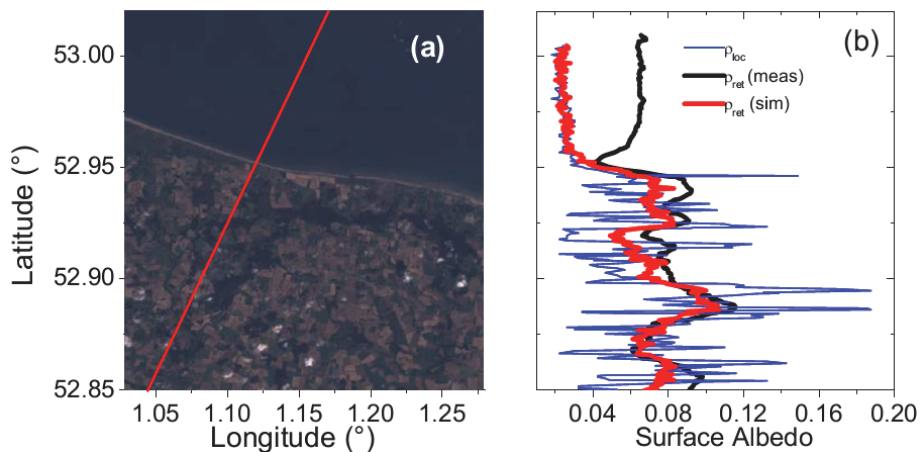 (a)
(b)
53.00
52.95
52.90
52.85
Latitude (°)
1.05 1.10 1.15 1.20 1.25
Longitude (°)
ρloc
ρret (meas)
ρret (sim)
0.04 0.08 0.12 0.16 0.20
Surface Albedo